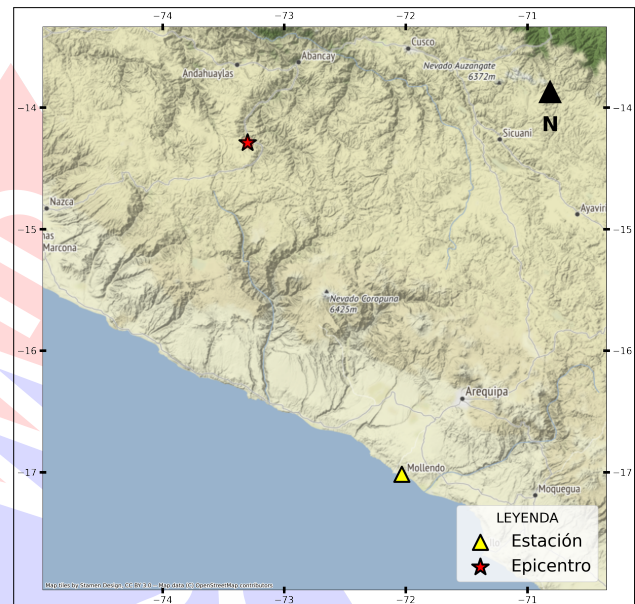 −74 −73 −72 −71
Cusco
Abancay
Nevado Auzangate
6372m
Andahuaylas
−14 −14
N
Sicuani
Nazca
Ayaviri
−15 −15
nas
Marcona
Nevado Coropuna
6425m
−16 −16
Arequipa
Mollendo
−17 −17
Moquegua
LEYENDA
Estación
Epicentro
Map tiles by Stamen Design, CC BY 3.0 -- Map data (C) OpenStreetMap contributors
−74 −73 −72 −71